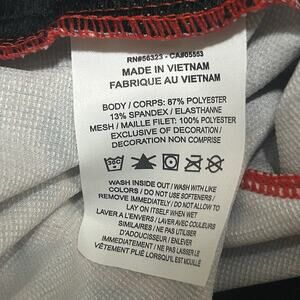 RN#56323 - CA#05553
MADE IN VIETNAM
FABRIQUE AU VIETNAM
BODY / CORPS: 87% POLYESTER
13% SPANDEX / ELASTHANNE
MESH / MAILLE FILET: 100% POLYESTER
EXCLUSIVE OF DECORATION /
DECORATION NON COMPRISE
WASH INSIDE OUT / WASH WITH LIKE
COLORS / DO NOT USE SOFTENERS /
REMOVE IMMEDIATELY / DO NOT ALLOW TO
LAY ON ITSELF WHEN WET
LAVER A L'ENVERS / LAVER AVEC COULEURS
SIMILAIRES / NE PAS UTILISER
D'ADOUCISSEUR / ENLEVER
IMMEDIATEMENT / NE PAS LAISSER LE
VÊTEMENT PLIÉ LORSQU'IL EST MOUILLÉ